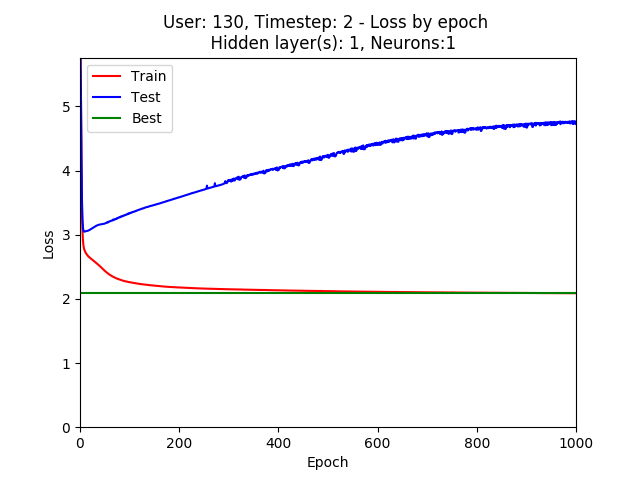 User: 130, Timestep: 2 - Loss by epoch
Hidden layer(s): 1, Neurons:1
Train
Test
Best
5
4
3
2
1
0
Loss
0 200 400 600 800 1000
Epoch